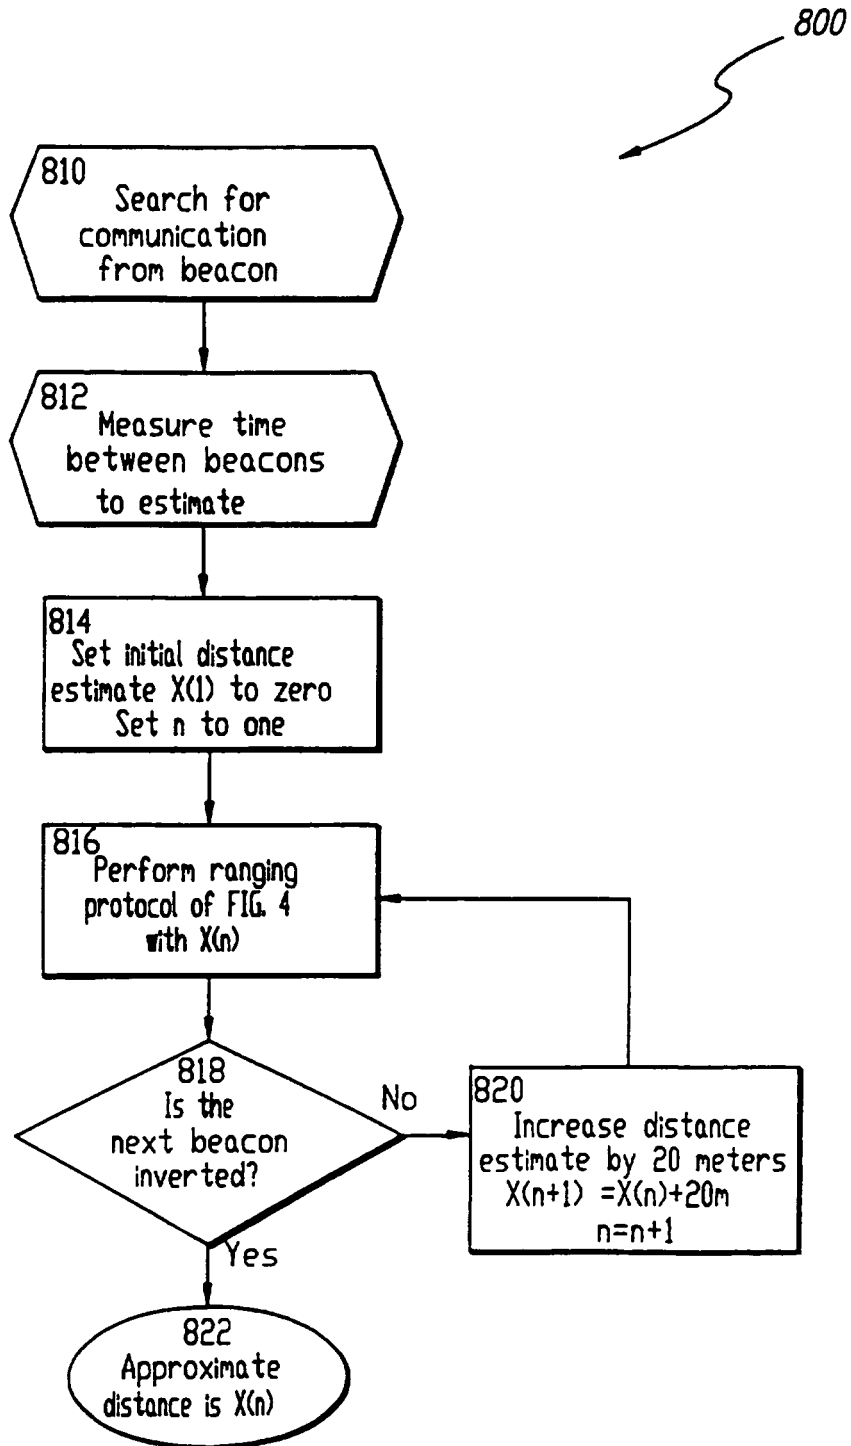 800
810
Search for
communication
from beacon
812
Measure time
between beacons
to estimate
814
Set initial distance
estimate X(1) to zero
Set n to one
816
Perform ranging
protocol of FIG. 4
with X(n)
818
Is the
next beacon
inverted?
No
820
Increase distance
estimate by 20 meters
X(n+1) =X(n)+20m
n=n+1
Yes
822
Approximate
distance is X(n)